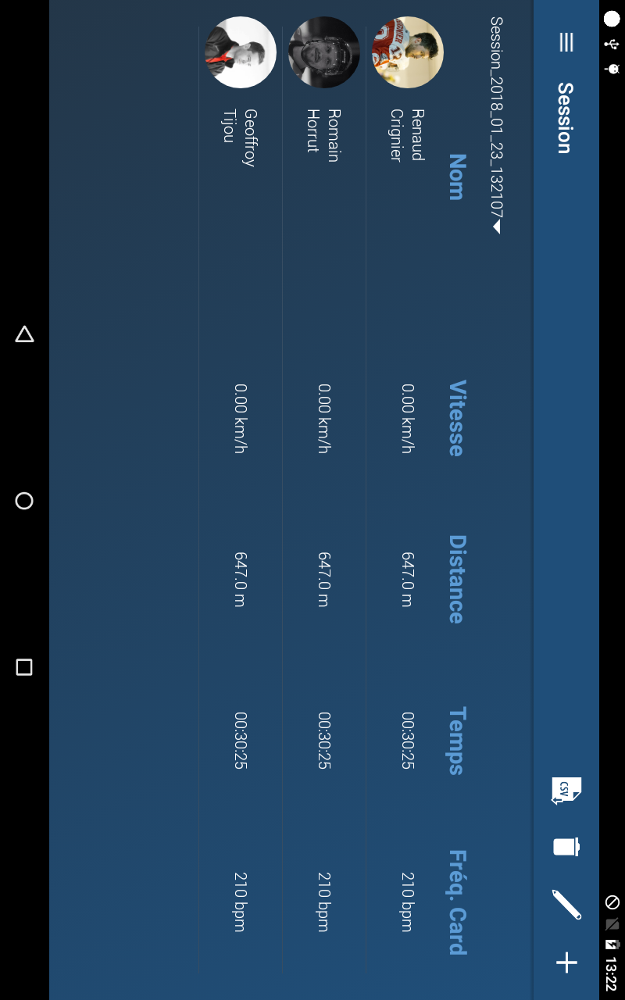 13:22
Session
CSV
Session_2018_01_23_132107
Nom Vitesse Distance Temps Fréq. Card
Renaud
Crignier
0.00 km/h 647.0 m 00:30:25 210 bpm
Romain
Horrut
0.00 km/h 647.0 m 00:30:25 210 bpm
Geoffroy
Tijou
0.00 km/h 647.0 m 00:30:25 210 bpm